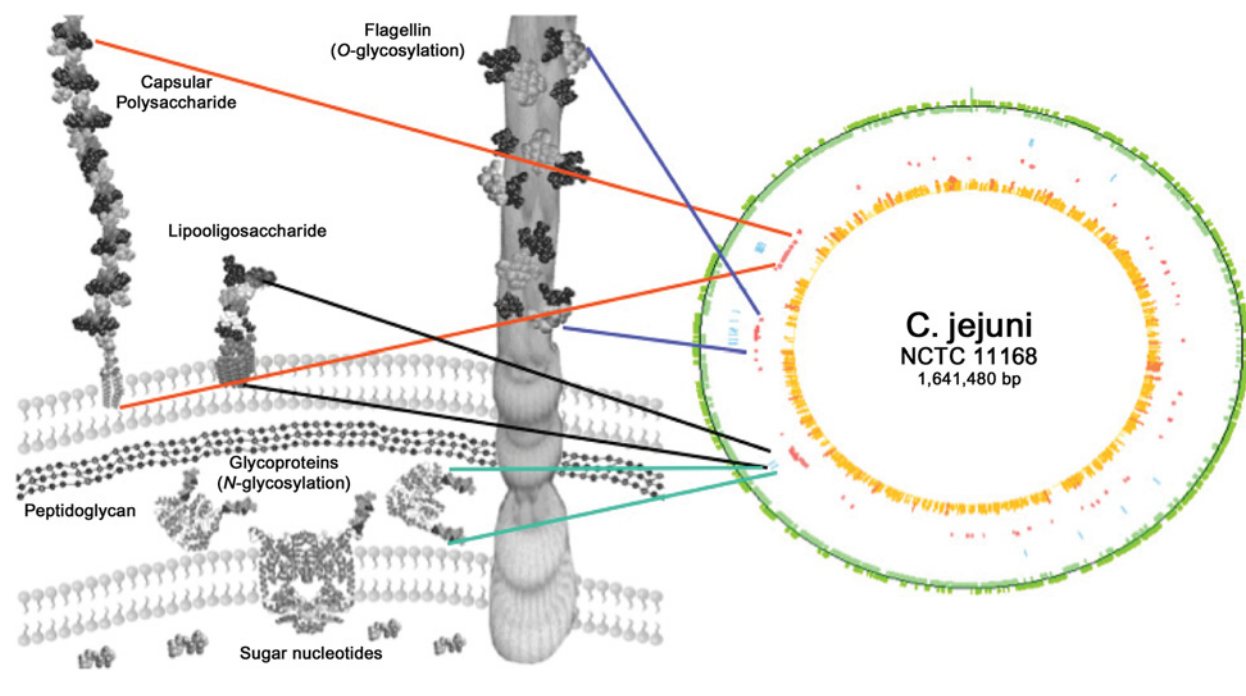 Flagellin
(O-glycosylation)
Capsular
Polysaccharide
Lipooligosaccharide
Glycoproteins
(N-glycosylation)
Peptidoglycan
Sugar nucleotides
C. jejuni
NCTC 11168
1,641,480 bp